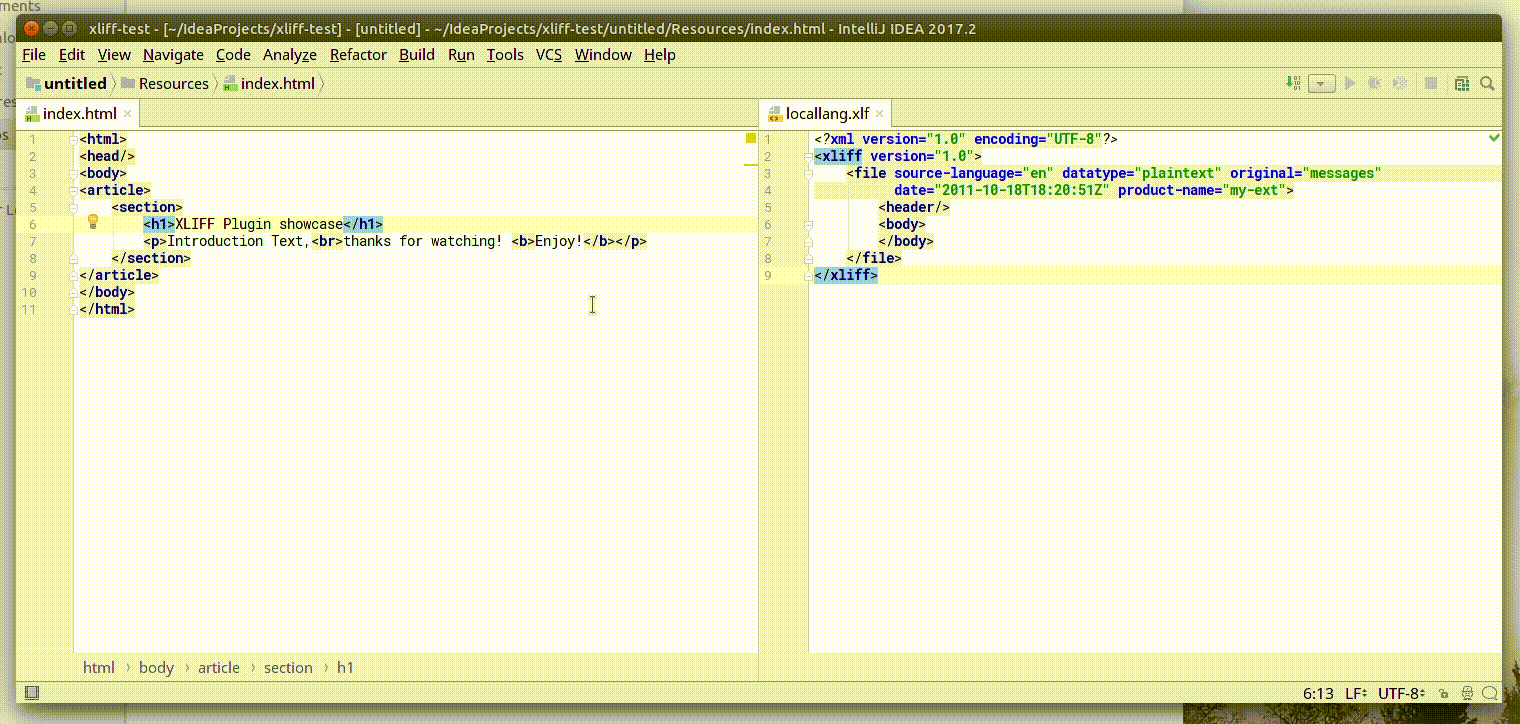 ments
xliff-test - [~/IdeaProjects/xliff-test] - [untitled] - ~/IdeaProjects/xliff-test/untitled/Resources/index.html - IntelliJ IDEA 2017.2
File Edit View Navigate Code Analyze Refactor Build Run Tools VCS Window Help
untitled Resources index.html
index.html
1 <html>
2 <head/>
3 <body>
4 <article>
5 <section>
6 <h1>XLIFF Plugin showcase</h1>
7 <p>Introduction Text,<br>thanks for watching! <b>Enjoy!</b></p>
8 </section>
9 </article>
10 </body>
11 </html>
html › body › article › section › h1
locallang.xlf
1 <?xml version="1.0" encoding="UTF-8"?>
2 <xliff version="1.0">
3 <file source-language="en" datatype="plaintext" original="messages"
4 date="2011-10-18T18:20:51Z" product-name="my-ext">
5 <header/>
6 <body>
7 </body>
8 </file>
9 </xliff>
6:13 LF UTF-8